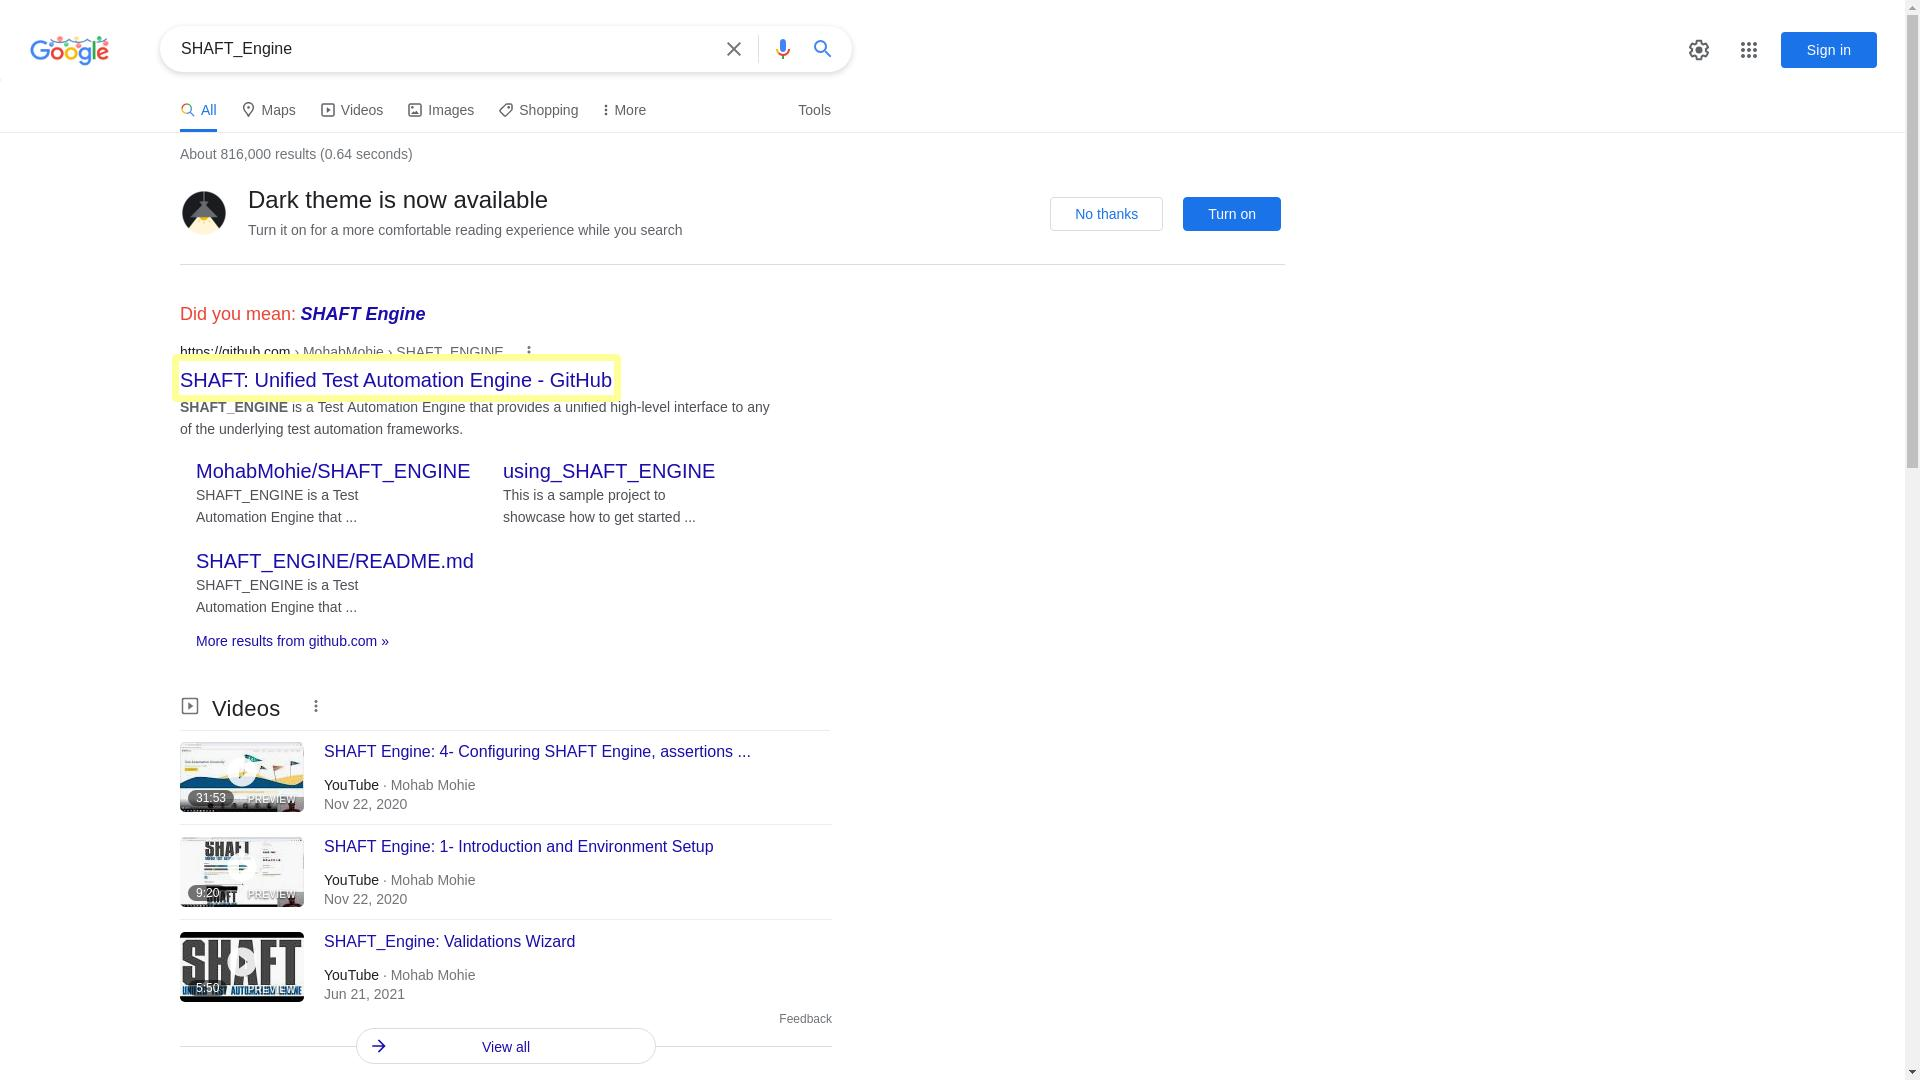 Google
SHAFT_Engine
Sign in
All
Maps
Videos
Images
Shopping
More
Tools
About 816,000 results (0.64 seconds)
Dark theme is now available
Turn it on for a more comfortable reading experience while you search
No thanks
Turn on
Did you mean: SHAFT Engine
https://github.com › MohabMohie › SHAFT_ENGINE
SHAFT: Unified Test Automation Engine - GitHub
SHAFT_ENGINE is a Test Automation Engine that provides a unified high-level interface to any
of the underlying test automation frameworks.
MohabMohie/SHAFT_ENGINE
SHAFT_ENGINE is a Test
Automation Engine that ...
using_SHAFT_ENGINE
This is a sample project to
showcase how to get started ...
SHAFT_ENGINE/README.md
SHAFT_ENGINE is a Test
Automation Engine that ...
More results from github.com »
Videos
31:53
PREVIEW
SHAFT Engine: 4- Configuring SHAFT Engine, assertions ...
YouTube · Mohab Mohie
Nov 22, 2020
SHAFT
9:20
PREVIEW
SHAFT Engine: 1- Introduction and Environment Setup
YouTube · Mohab Mohie
Nov 22, 2020
SHAFT
5:50
PREVIEW
SHAFT_Engine: Validations Wizard
YouTube · Mohab Mohie
Jun 21, 2021
Feedback
View all